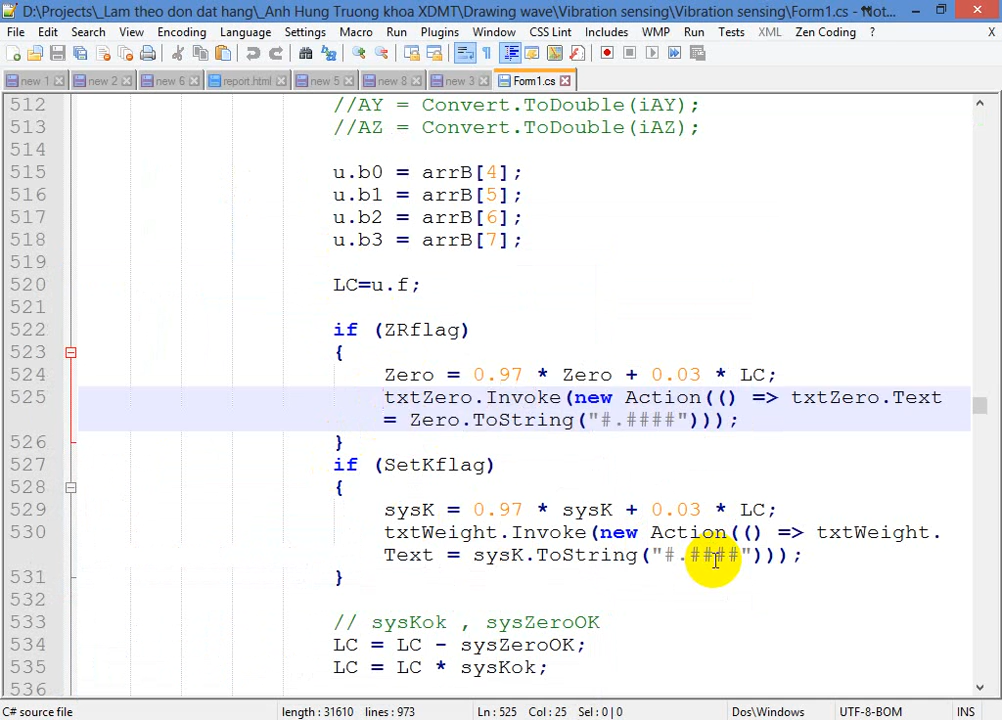 D:\Projects\_Lam theo don dat hang\_Anh Hung Truong khoa XDMT\Drawing wave\Vibration sensing\Vibration sensing\Form1.cs - Not...
File Edit Search View Encoding Language Settings Macro Run Plugins Window CSS Lint Includes WMP Run Tests XML Zen Coding ? X
new 1 new 2 new 6 report.html new 5 new 8 new 3 Form1.cs
512 //AY = Convert.ToDouble(iAY);
513 //AZ = Convert.ToDouble(iAZ);
514
515 u.b0 = arrB[4];
516 u.b1 = arrB[5];
517 u.b2 = arrB[6];
518 u.b3 = arrB[7];
519
520 LC=u.f;
521
522 if (ZRflag)
523 {
524 Zero = 0.97 * Zero + 0.03 * LC;
525 txtZero.Invoke(new Action(() => txtZero.Text
= Zero.ToString("#.####")));
526 }
527 if (SetKflag)
528 {
529 sysK = 0.97 * sysK + 0.03 * LC;
530 txtWeight.Invoke(new Action(() => txtWeight.
Text = sysK.ToString("#.####")));
531 }
532
533 // sysKok , sysZeroOK
534 LC = LC - sysZeroOK;
535 LC = LC * sysKok;
536
C# source file length : 31610 lines : 973 Ln : 525 Col : 25 Sel : 0 | 0 Dos\Windows UTF-8-BOM INS